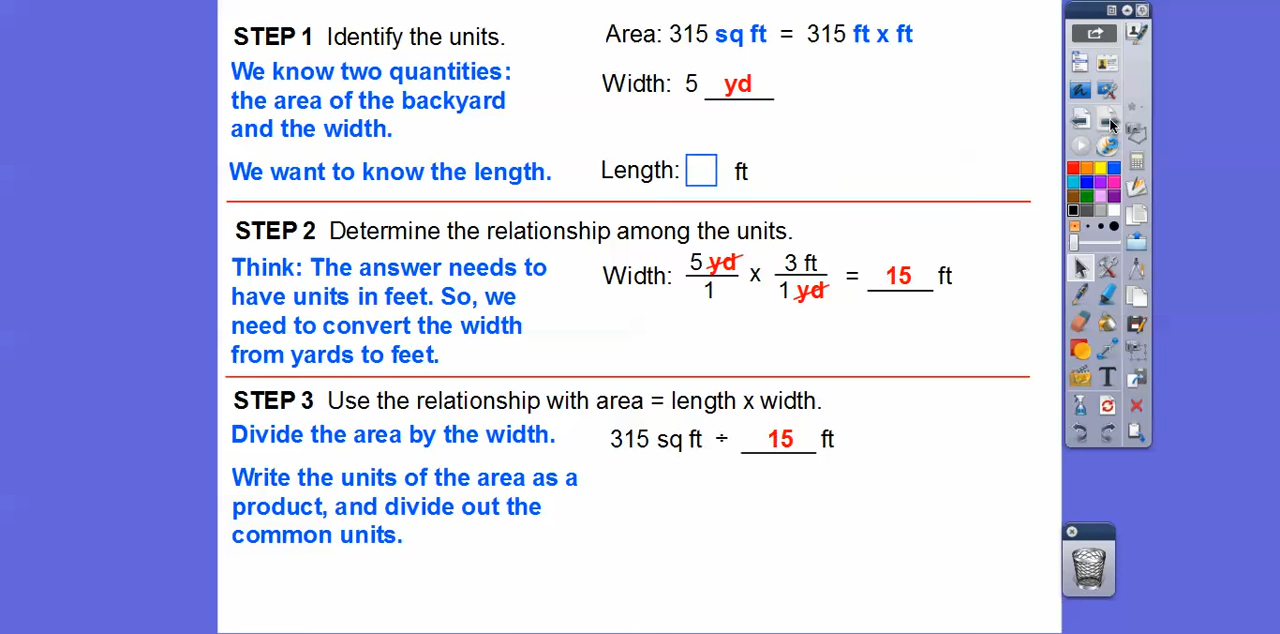 STEP 1 Identify the units.
Area: 315 sq ft = 315 ft x ft
We know two quantities:
the area of the backyard
and the width.
Width: 5 yd
We want to know the length.
Length: ft
STEP 2 Determine the relationship among the units.
Think: The answer needs to
have units in feet. So, we
need to convert the width
from yards to feet.
Width: 5 yd / 1 x 3 ft / 1 yd = 15 ft
STEP 3 Use the relationship with area = length x width.
Divide the area by the width.
315 sq ft ÷ 15 ft
Write the units of the area as a
product, and divide out the
common units.
T